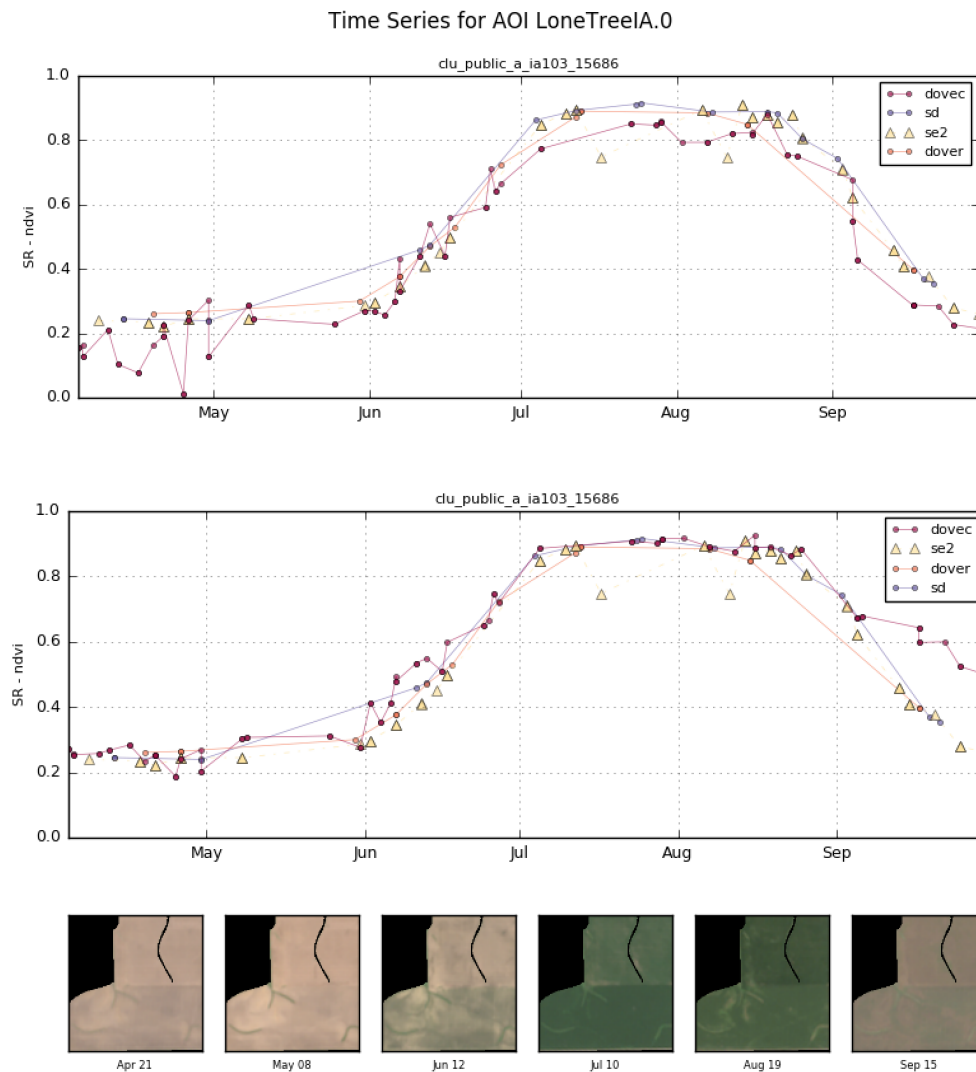 Time Series for AOI LoneTreeIA.0
clu_public_a_ia103_15686
SR - ndvi
1.0
0.8
0.6
0.4
0.2
0.0
May
Jun
Jul
Aug
Sep
dovec
sd
se2
dover
clu_public_a_ia103_15686
SR - ndvi
1.0
0.8
0.6
0.4
0.2
0.0
May
Jun
Jul
Aug
Sep
dovec
se2
dover
sd
Apr 21
May 08
Jun 12
Jul 10
Aug 19
Sep 15